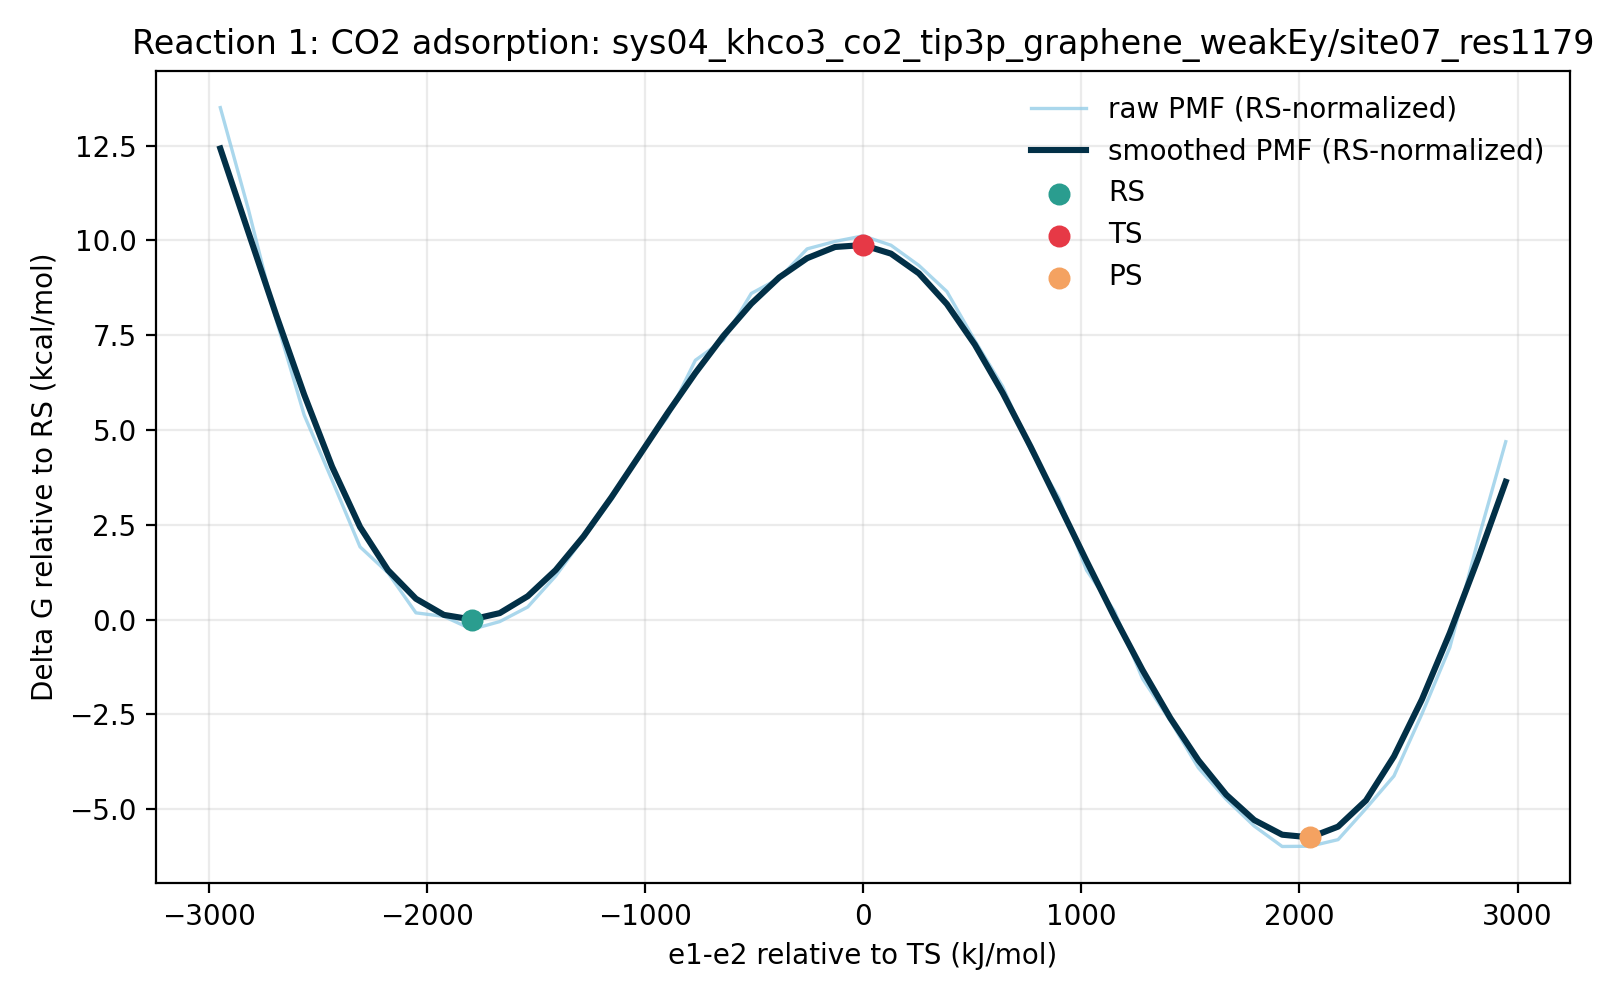 Reaction 1: CO2 adsorption: sys04_khco3_co2_tip3p_graphene_weakEy/site07_res1179
raw PMF (RS-normalized)
smoothed PMF (RS-normalized)
RS
TS
PS
Delta G relative to RS (kcal/mol)
12.5
10.0
7.5
5.0
2.5
0.0
−2.5
−5.0
−3000
−2000
−1000
0
1000
2000
3000
e1-e2 relative to TS (kJ/mol)